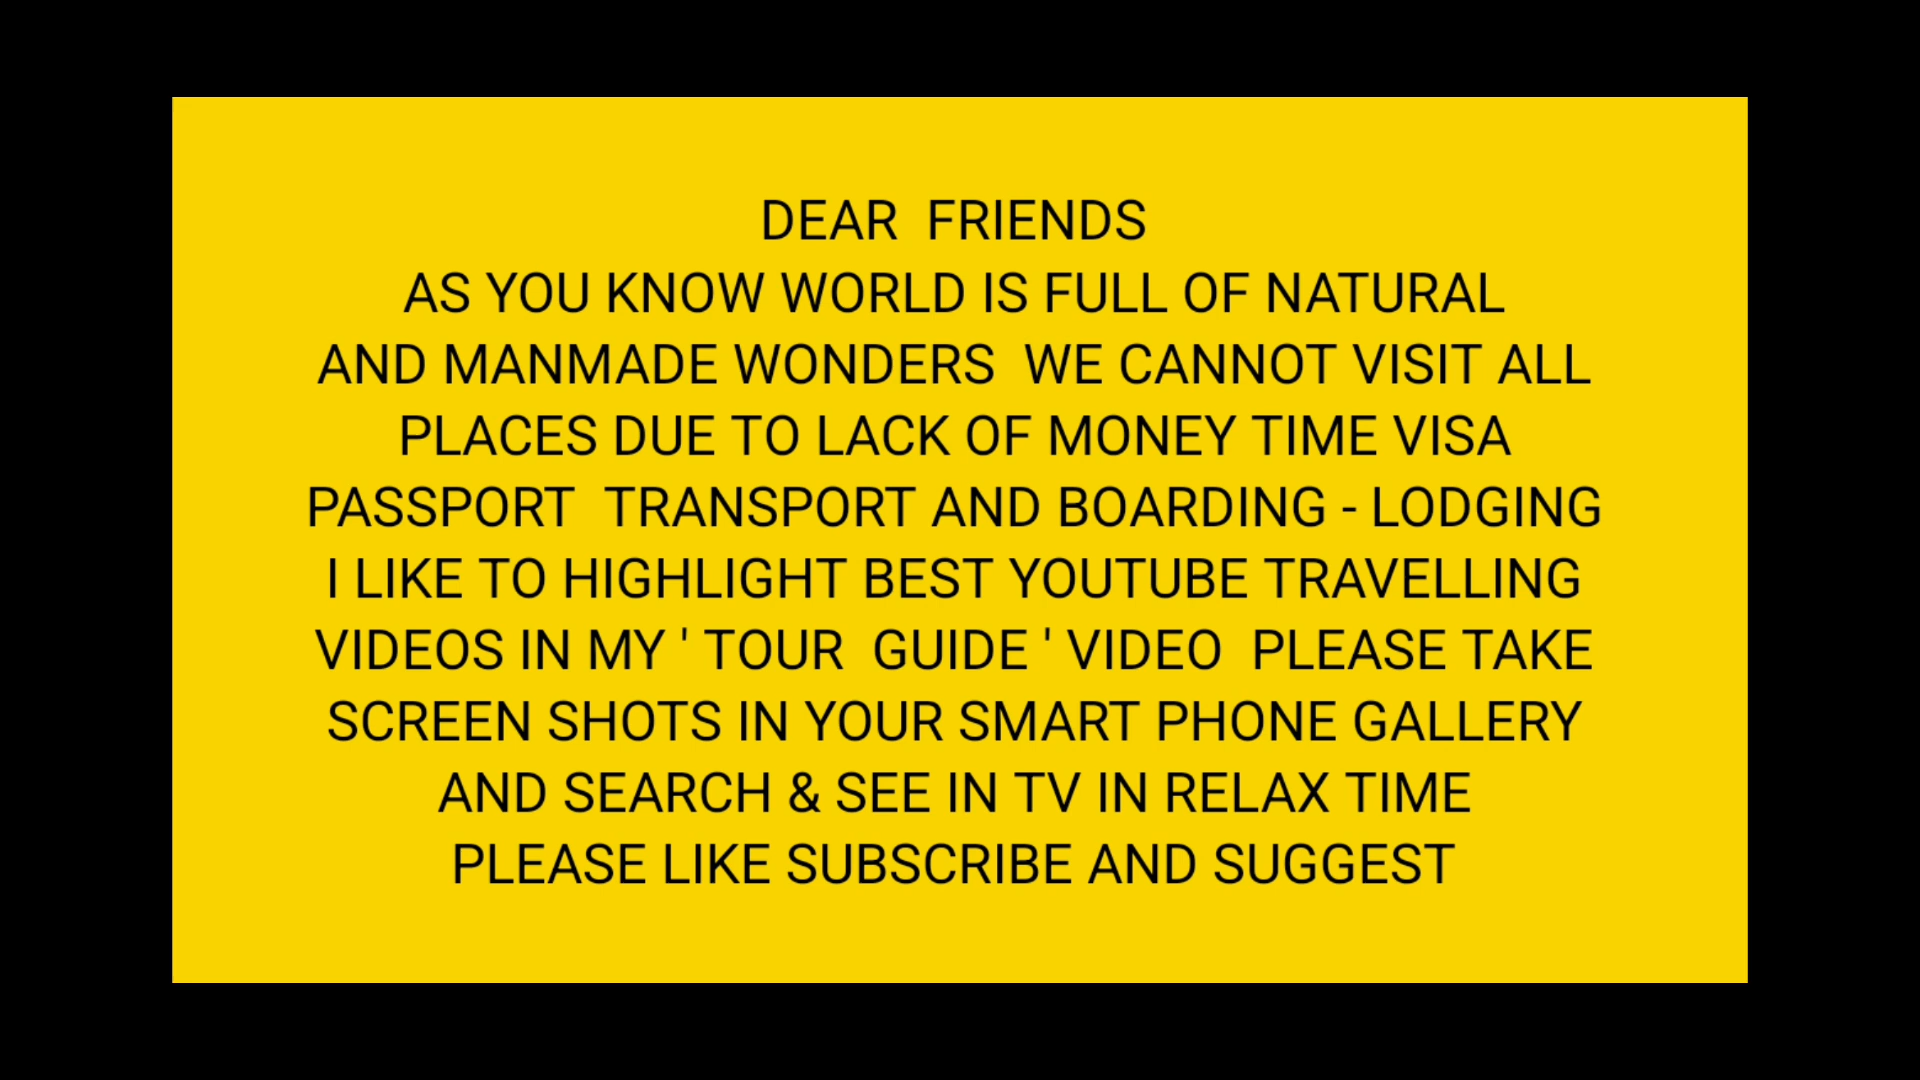 DEAR  FRIENDS
AS YOU KNOW WORLD IS FULL OF NATURAL
AND MANMADE WONDERS  WE CANNOT VISIT ALL
PLACES DUE TO LACK OF MONEY TIME VISA
PASSPORT  TRANSPORT AND BOARDING - LODGING
I LIKE TO HIGHLIGHT BEST YOUTUBE TRAVELLING
VIDEOS IN MY ' TOUR  GUIDE ' VIDEO  PLEASE TAKE
SCREEN SHOTS IN YOUR SMART PHONE GALLERY
AND SEARCH & SEE IN TV IN RELAX TIME
PLEASE LIKE SUBSCRIBE AND SUGGEST